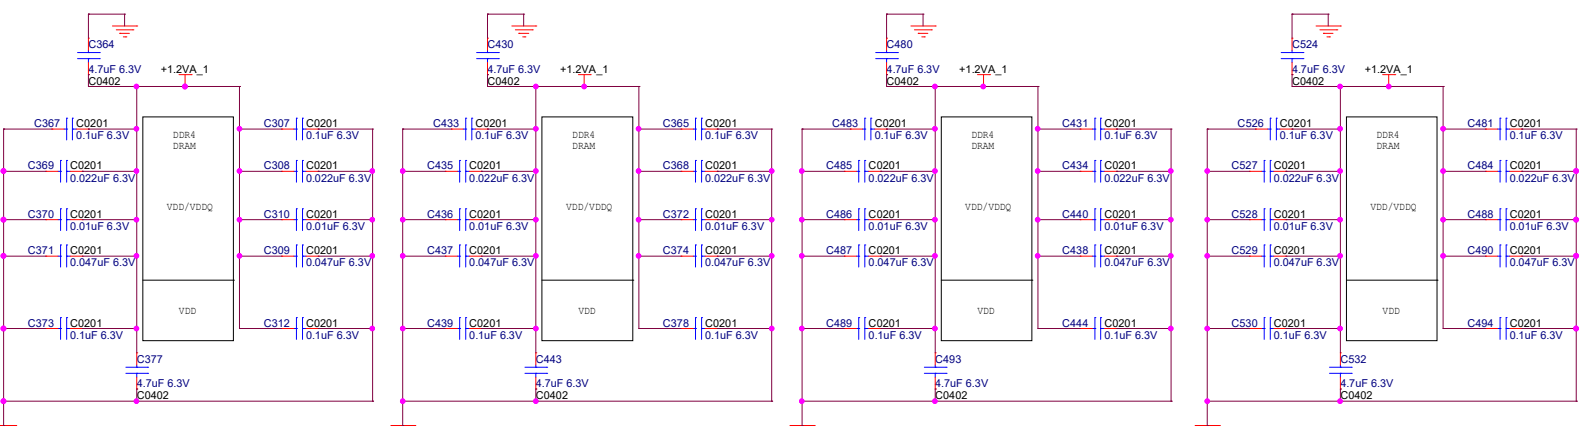 C364
4.7uF 6.3V
C0402
+1.2VA_1
C367
C0201
0.1uF 6.3V
C369
C0201
0.022uF 6.3V
C370
C0201
0.01uF 6.3V
C371
C0201
0.047uF 6.3V
C373
C0201
0.1uF 6.3V
DDR4
DRAM
VDD/VDDQ
VDD
C307
C0201
0.1uF 6.3V
C308
C0201
0.022uF 6.3V
C310
C0201
0.01uF 6.3V
C309
C0201
0.047uF 6.3V
C312
C0201
0.1uF 6.3V
C377
4.7uF 6.3V
C0402
C430
4.7uF 6.3V
C0402
+1.2VA_1
C433
C0201
0.1uF 6.3V
C435
C0201
0.022uF 6.3V
C436
C0201
0.01uF 6.3V
C437
C0201
0.047uF 6.3V
C439
C0201
0.1uF 6.3V
DDR4
DRAM
VDD/VDDQ
VDD
C365
C0201
0.1uF 6.3V
C368
C0201
0.022uF 6.3V
C372
C0201
0.01uF 6.3V
C374
C0201
0.047uF 6.3V
C378
C0201
0.1uF 6.3V
C443
4.7uF 6.3V
C0402
C480
4.7uF 6.3V
C0402
+1.2VA_1
C483
C0201
0.1uF 6.3V
C485
C0201
0.022uF 6.3V
C486
C0201
0.01uF 6.3V
C487
C0201
0.047uF 6.3V
C489
C0201
0.1uF 6.3V
DDR4
DRAM
VDD/VDDQ
VDD
C431
C0201
0.1uF 6.3V
C434
C0201
0.022uF 6.3V
C440
C0201
0.01uF 6.3V
C438
C0201
0.047uF 6.3V
C444
C0201
0.1uF 6.3V
C493
4.7uF 6.3V
C0402
C524
4.7uF 6.3V
C0402
+1.2VA_1
C526
C0201
0.1uF 6.3V
C527
C0201
0.022uF 6.3V
C528
C0201
0.01uF 6.3V
C529
C0201
0.047uF 6.3V
C530
C0201
0.1uF 6.3V
DDR4
DRAM
VDD/VDDQ
VDD
C481
C0201
0.1uF 6.3V
C484
C0201
0.022uF 6.3V
C488
C0201
0.01uF 6.3V
C490
C0201
0.047uF 6.3V
C494
C0201
0.1uF 6.3V
C532
4.7uF 6.3V
C0402